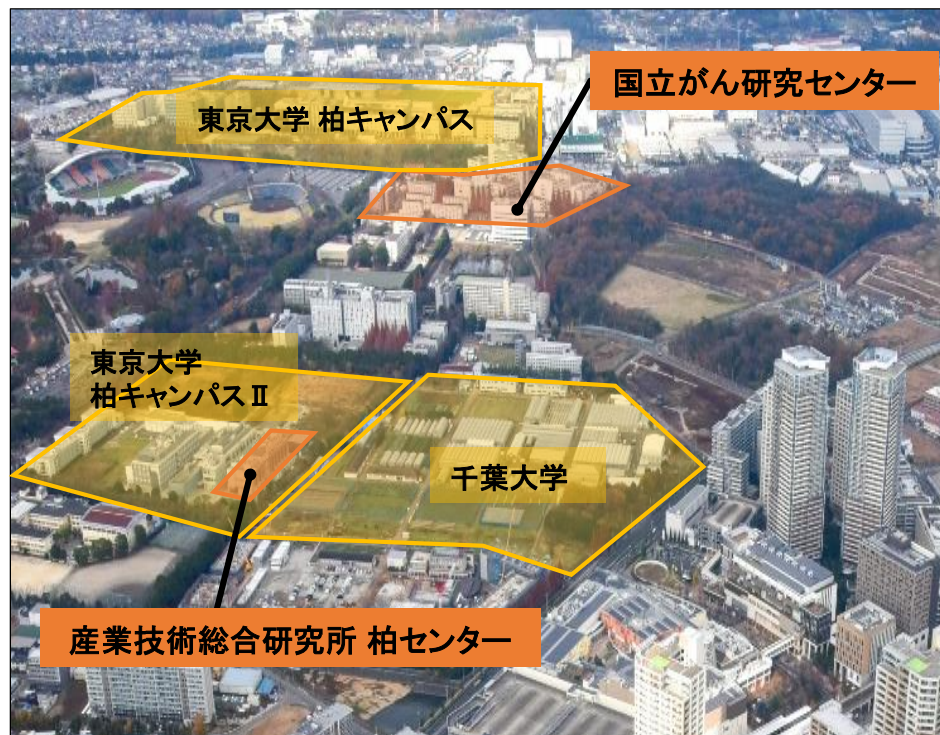 国立がん研究センター
東京大学 柏キャンパス
東京大学
柏キャンパスⅡ
千葉大学
産業技術総合研究所 柏センター